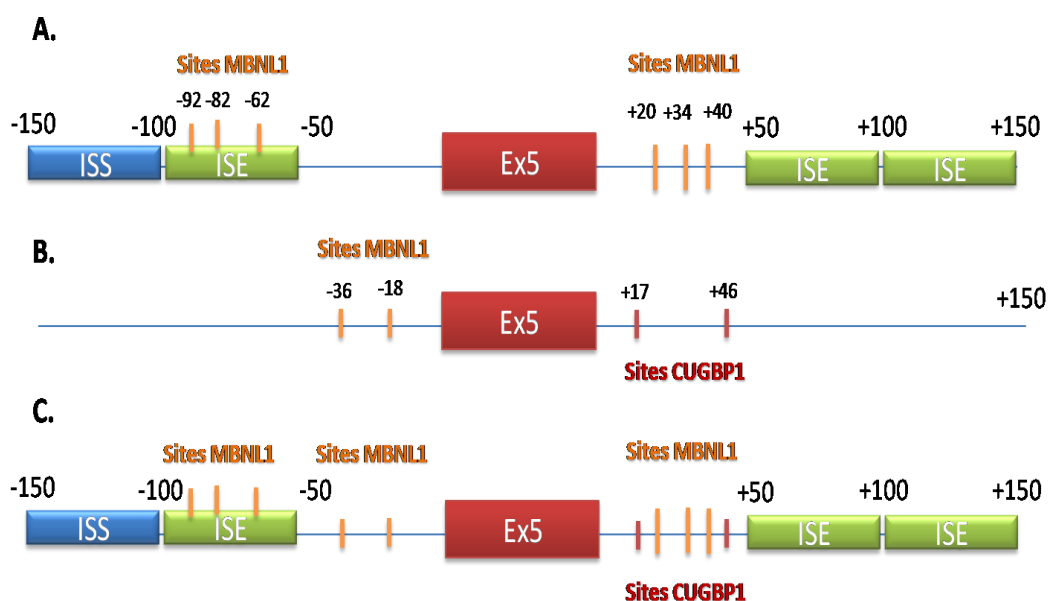 A.
Sites MBNL1 Sites MBNL1
-92 -82 -62 +20 +34 +40
-150 -100 -50 +50 +100 +150
ISS ISE Ex5 ISE ISE
B.
Sites MBNL1
-36 -18 +17 +46 +150
Ex5
Sites CUGBP1
C.
Sites MBNL1 Sites MBNL1 Sites MBNL1
-150 -100 -50 +50 +100 +150
ISS ISE Ex5 ISE ISE
Sites CUGBP1